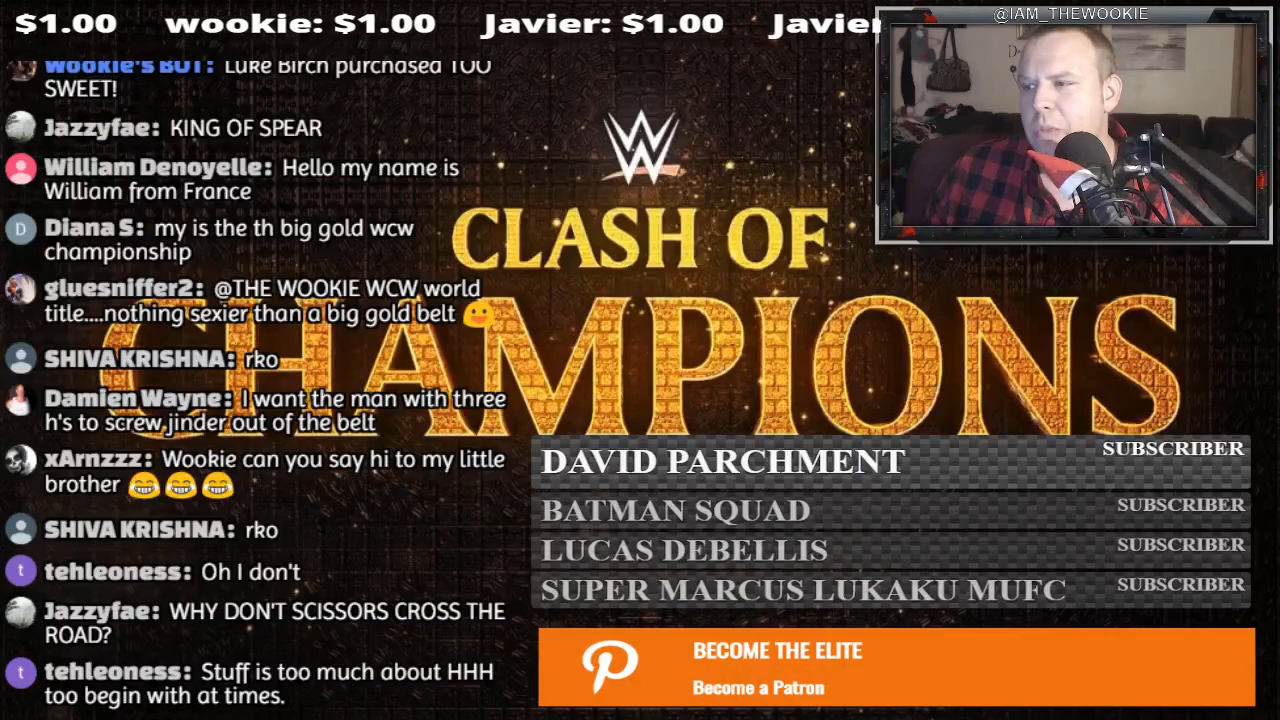 $1.00 wookie: $1.00 Javier: $1.00 Javier
@IAM_THEWOOKIE
Wookie's BOT: Luke Birch purchased TOO
SWEET!
Jazzyfae: KING OF SPEAR
William Denoyelle: Hello my name is
William from France
Diana S: my is the th big gold wcw
championship
gluesniffer2: @THE WOOKIE WCW world
title....nothing sexier than a big gold belt 😀
SHIVA KRISHNA: rko
Damien Wayne: I want the man with three
h's to screw jinder out of the belt
xArnzzz: Wookie can you say hi to my little
brother 😂 😂 😂
SHIVA KRISHNA: rko
tehleoness: Oh I don't
Jazzyfae: WHY DON'T SCISSORS CROSS THE
ROAD?
tehleoness: Stuff is too much about HHH
too begin with at times.
W
CLASH OF
CHAMPIONS
DAVID PARCHMENT SUBSCRIBER
BATMAN SQUAD SUBSCRIBER
LUCAS DEBELLIS SUBSCRIBER
SUPER MARCUS LUKAKU MUFC SUBSCRIBER
BECOME THE ELITE
Become a Patron